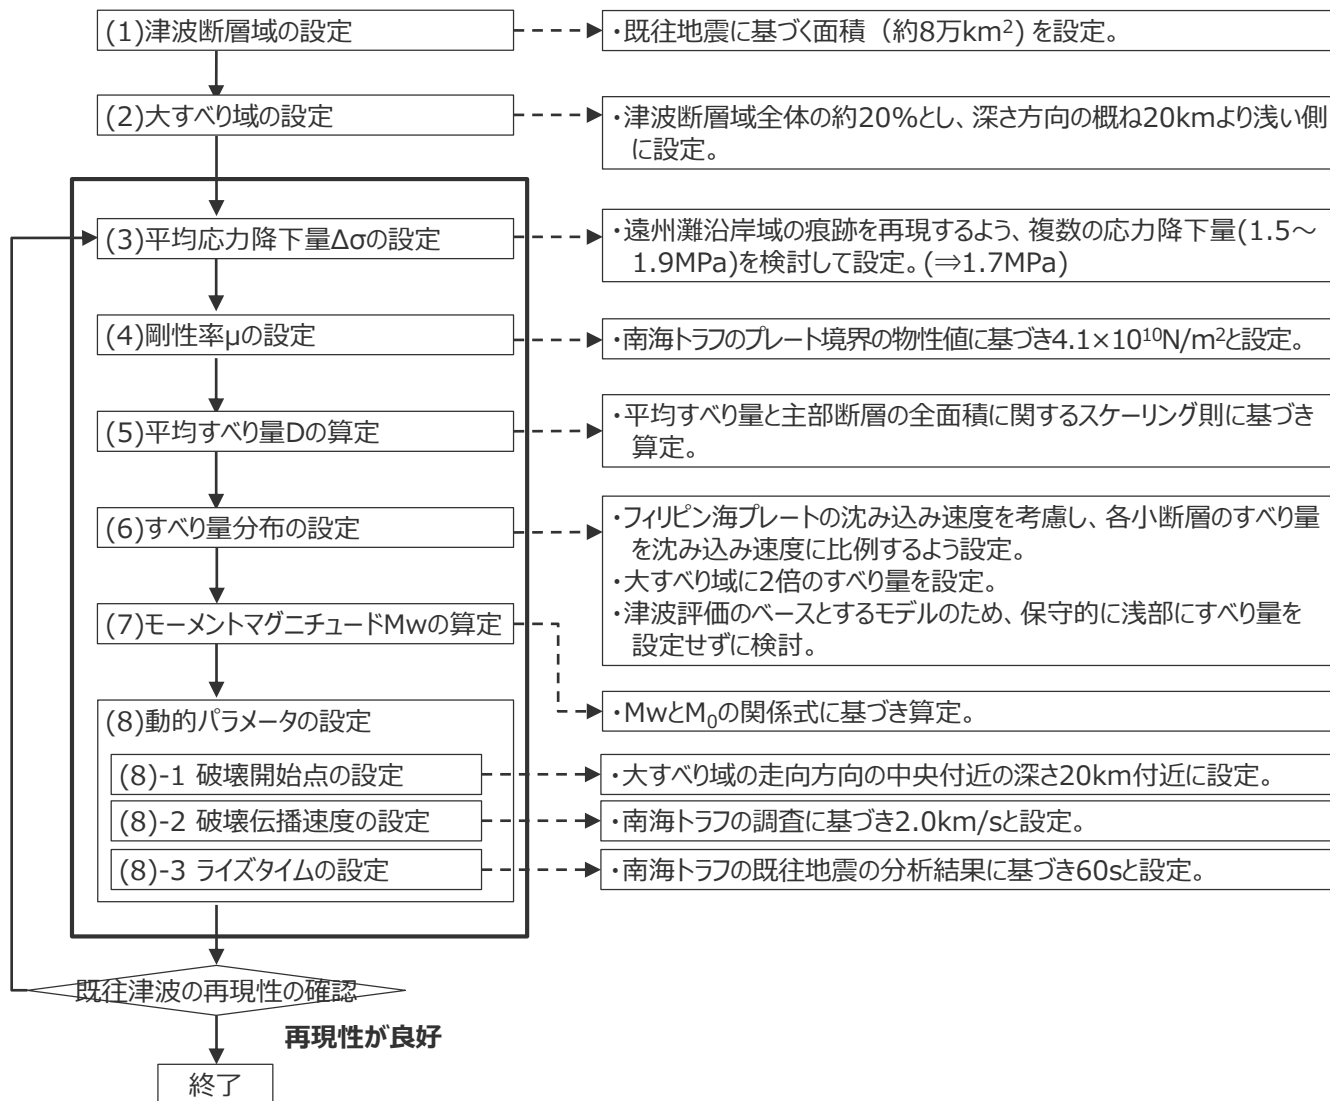 (1)津波断層域の設定
・既往地震に基づく面積（約8万km²) を設定。
(2)大すべり域の設定
・津波断層域全体の約20%とし、深さ方向の概ね20kmより浅い側
に設定。
(3)平均応力降下量Δσの設定
・遠州灘沿岸域の痕跡を再現するよう、複数の応力降下量(1.5～
1.9MPa)を検討して設定。(⇒1.7MPa)
(4)剛性率μの設定
・南海トラフのプレート境界の物性値に基づき4.1×10¹⁰N/m²と設定。
(5)平均すべり量Dの算定
・平均すべり量と主部断層の全面積に関するスケーリング則に基づき
算定。
(6)すべり量分布の設定
・フィリピン海プレートの沈み込み速度を考慮し、各小断層のすべり量
を沈み込み速度に比例するよう設定。
・大すべり域に2倍のすべり量を設定。
・津波評価のベースとするモデルのため、保守的に浅部にすべり量を
設定せずに検討。
(7)モーメントマグニチュードMwの算定
・MwとM₀の関係式に基づき算定。
(8)動的パラメータの設定
(8)-1 破壊開始点の設定
・大すべり域の走向方向の中央付近の深さ20km付近に設定。
(8)-2 破壊伝播速度の設定
・南海トラフの調査に基づき2.0km/sと設定。
(8)-3 ライズタイムの設定
・南海トラフの既往地震の分析結果に基づき60sと設定。
既往津波の再現性の確認
再現性が良好
終了